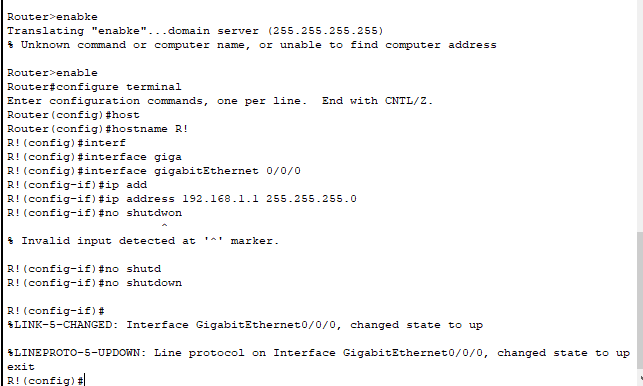 Router>enabke
Translating "enabke"...domain server (255.255.255.255)
% Unknown command or computer name, or unable to find computer address
Router>enable
Router#configure terminal
Enter configuration commands, one per line.  End with CNTL/Z.
Router(config)#host
Router(config)#hostname R!
R!(config)#interf
R!(config)#interface giga
R!(config)#interface gigabitEthernet 0/0/0
R!(config-if)#ip add
R!(config-if)#ip address 192.168.1.1 255.255.255.0
R!(config-if)#no shutdwon
^
% Invalid input detected at '^' marker.
R!(config-if)#no shutd
R!(config-if)#no shutdown
R!(config-if)#
%LINK-5-CHANGED: Interface GigabitEthernet0/0/0, changed state to up
%LINEPROTO-5-UPDOWN: Line protocol on Interface GigabitEthernet0/0/0, changed state to up
exit
R!(config)#